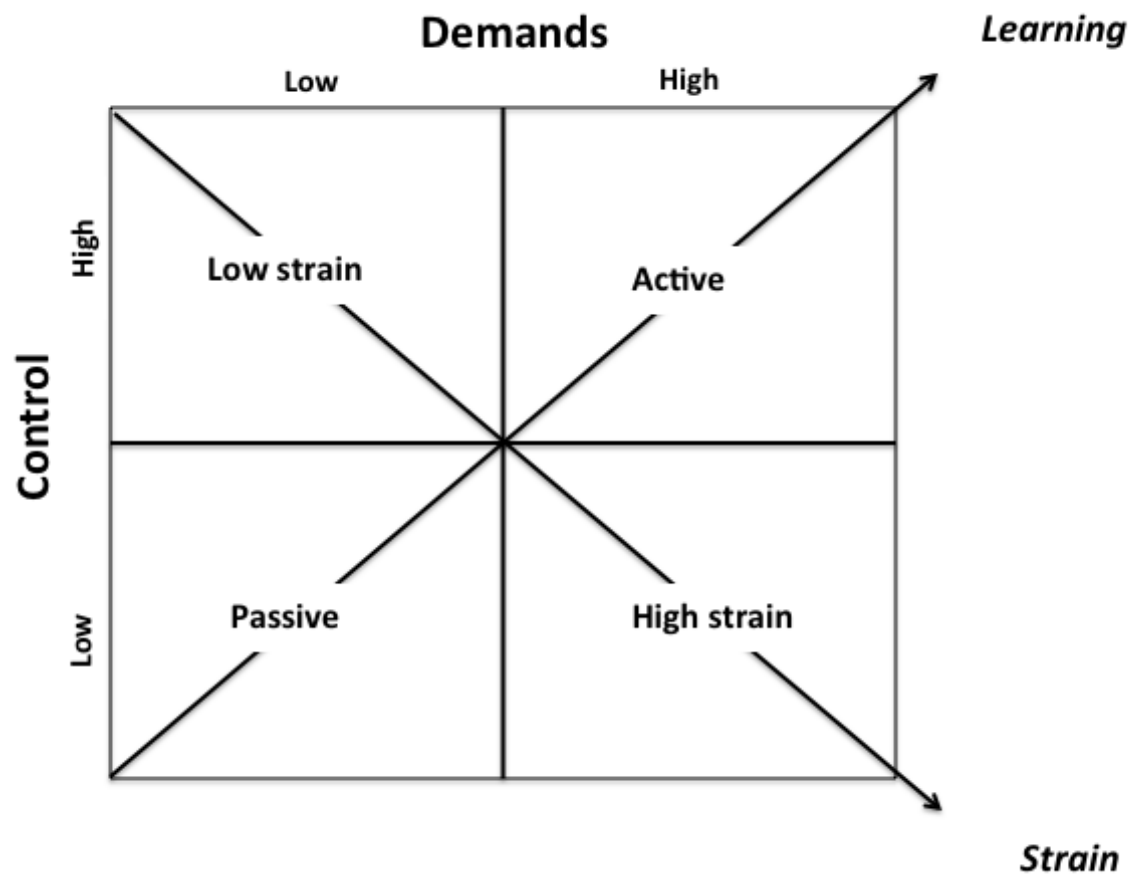 Demands
Learning
Low
High
High
Low strain
Active
Control
Low
Passive
High strain
Strain